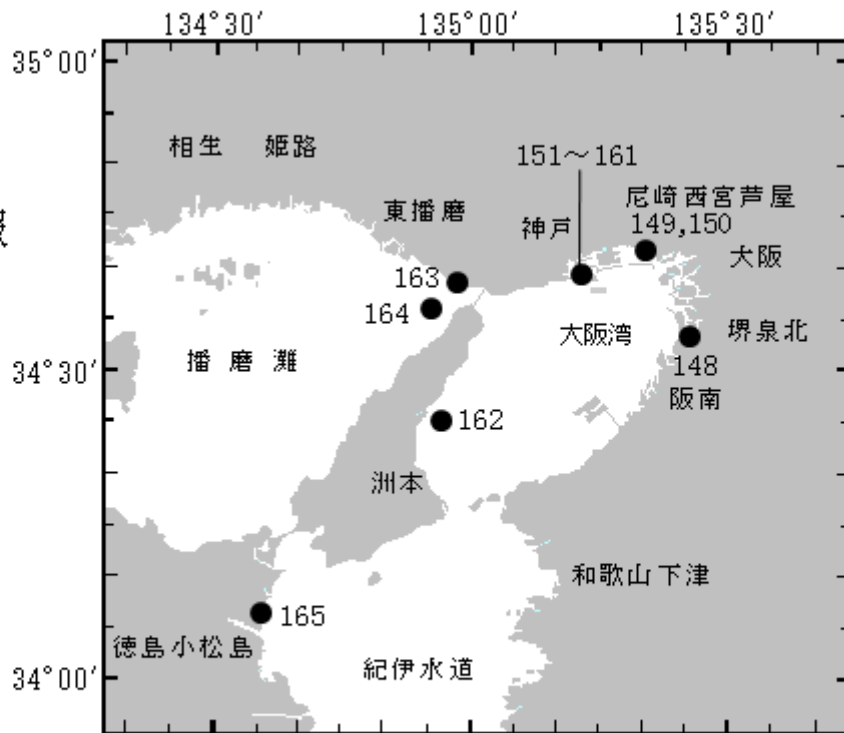 134°30′ 135°00′ 135°30′
35°00′
相生 姫路
151～161
尼崎西宮芦屋
東播磨
神戸
149,150
大阪
163
164
大阪湾
堺泉北
播磨灘
34°30′
148
阪南
162
洲本
和歌山下津
165
徳島小松島
紀伊水道
34°00′